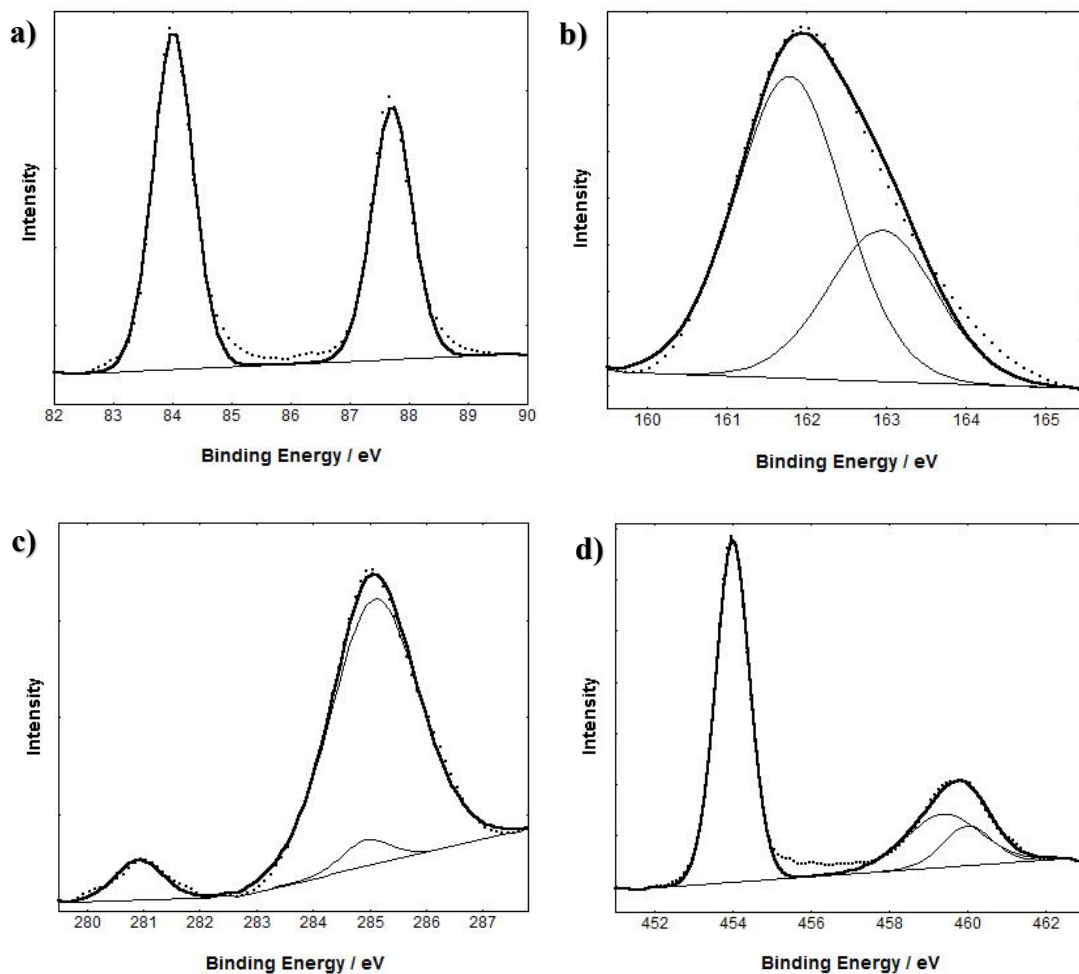 a)
Intensity
82 83 84 85 86 87 88 89 90
Binding Energy / eV
b)
Intensity
160 161 162 163 164 165
Binding Energy / eV
c)
Intensity
280 281 282 283 284 285 286 287
Binding Energy / eV
d)
Intensity
452 454 456 458 460 462
Binding Energy / eV